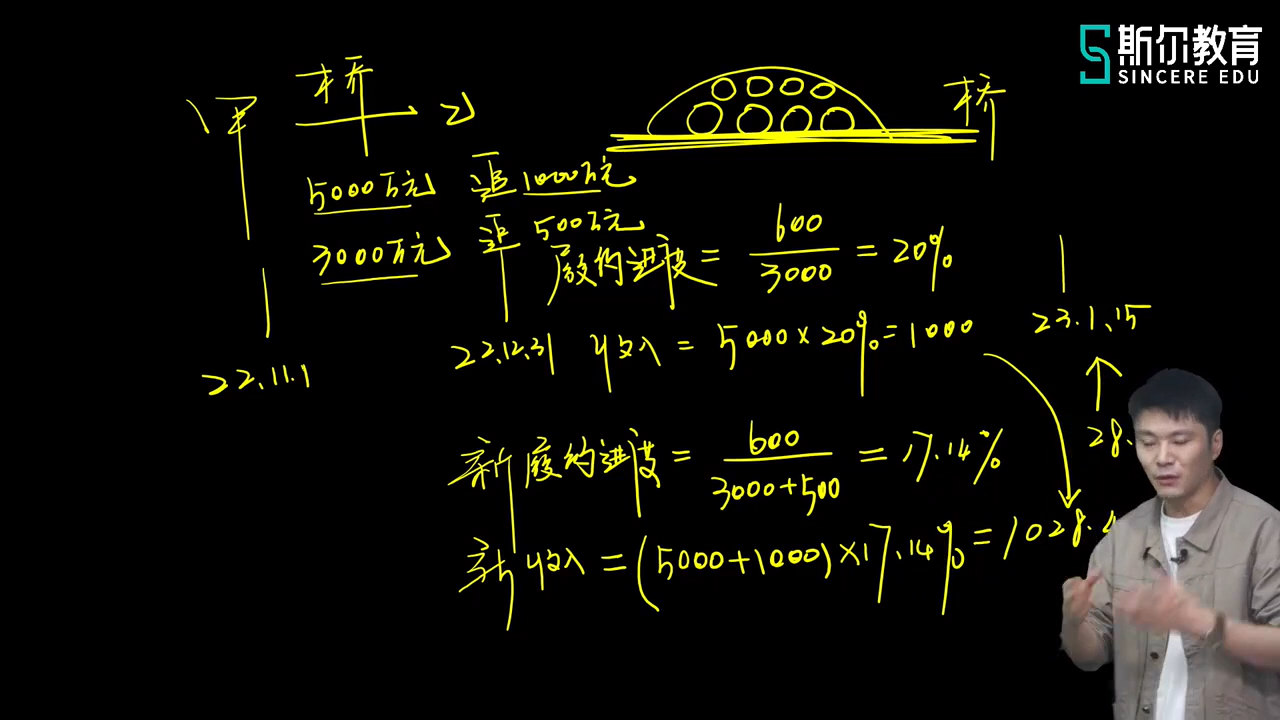 斯尔教育
SINCERE EDU
甲 桥 乙
桥
5000万元 追1000万元
3000万元 追500万元
履约进度 = 600/3000 = 20%
23.1.15
22.12.31 收入 = 5000×20%=1000
22.11.1
28.
新履约进度 = 600/3000+500 = 17.14%
新收入 = (5000+1000)×17.14% = 1028.